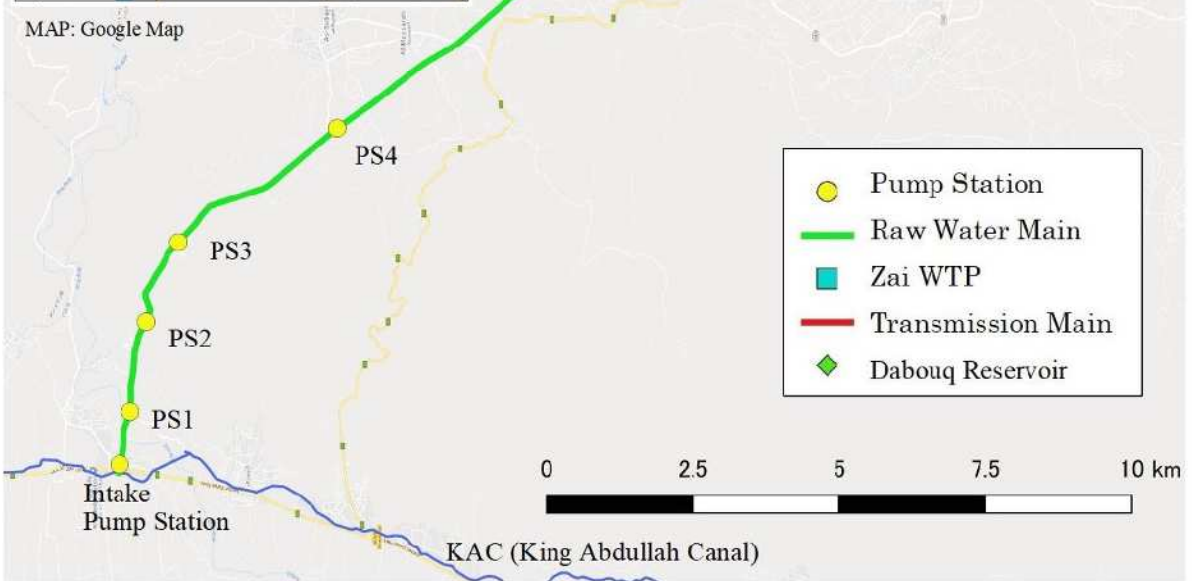 MAP: Google Map
PS4
PS3
PS2
PS1
Intake
Pump Station
KAC (King Abdullah Canal)
Pump Station
Raw Water Main
Zai WTP
Transmission Main
Dabouq Reservoir
0 2.5 5 7.5 10 km